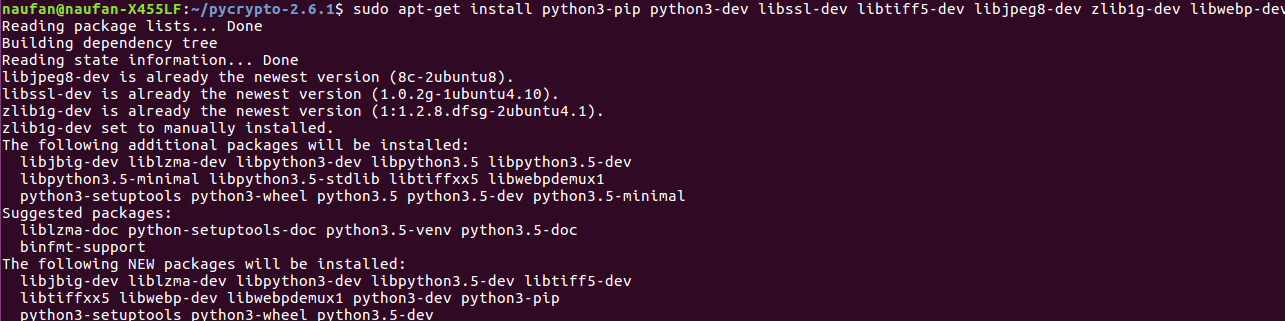 naufan@naufan-X455LF:~/pycrypto-2.6.1$ sudo apt-get install python3-pip python3-dev libssl-dev libtiff5-dev libjpeg8-dev zlib1g-dev libwebp-dev
Reading package lists... Done
Building dependency tree
Reading state information... Done
libjpeg8-dev is already the newest version (8c-2ubuntu8).
libssl-dev is already the newest version (1.0.2g-1ubuntu4.10).
zlib1g-dev is already the newest version (1:1.2.8.dfsg-2ubuntu4.1).
zlib1g-dev set to manually installed.
The following additional packages will be installed:
  libjbig-dev liblzma-dev libpython3-dev libpython3.5 libpython3.5-dev
  libpython3.5-minimal libpython3.5-stdlib libtiffxx5 libwebpdemux1
  python3-setuptools python3-wheel python3.5 python3.5-dev python3.5-minimal
Suggested packages:
  liblzma-doc python-setuptools-doc python3.5-venv python3.5-doc
  binfmt-support
The following NEW packages will be installed:
  libjbig-dev liblzma-dev libpython3-dev libpython3.5-dev libtiff5-dev
  libtiffxx5 libwebp-dev libwebpdemux1 python3-dev python3-pip
  python3-setuptools python3-wheel python3.5-dev